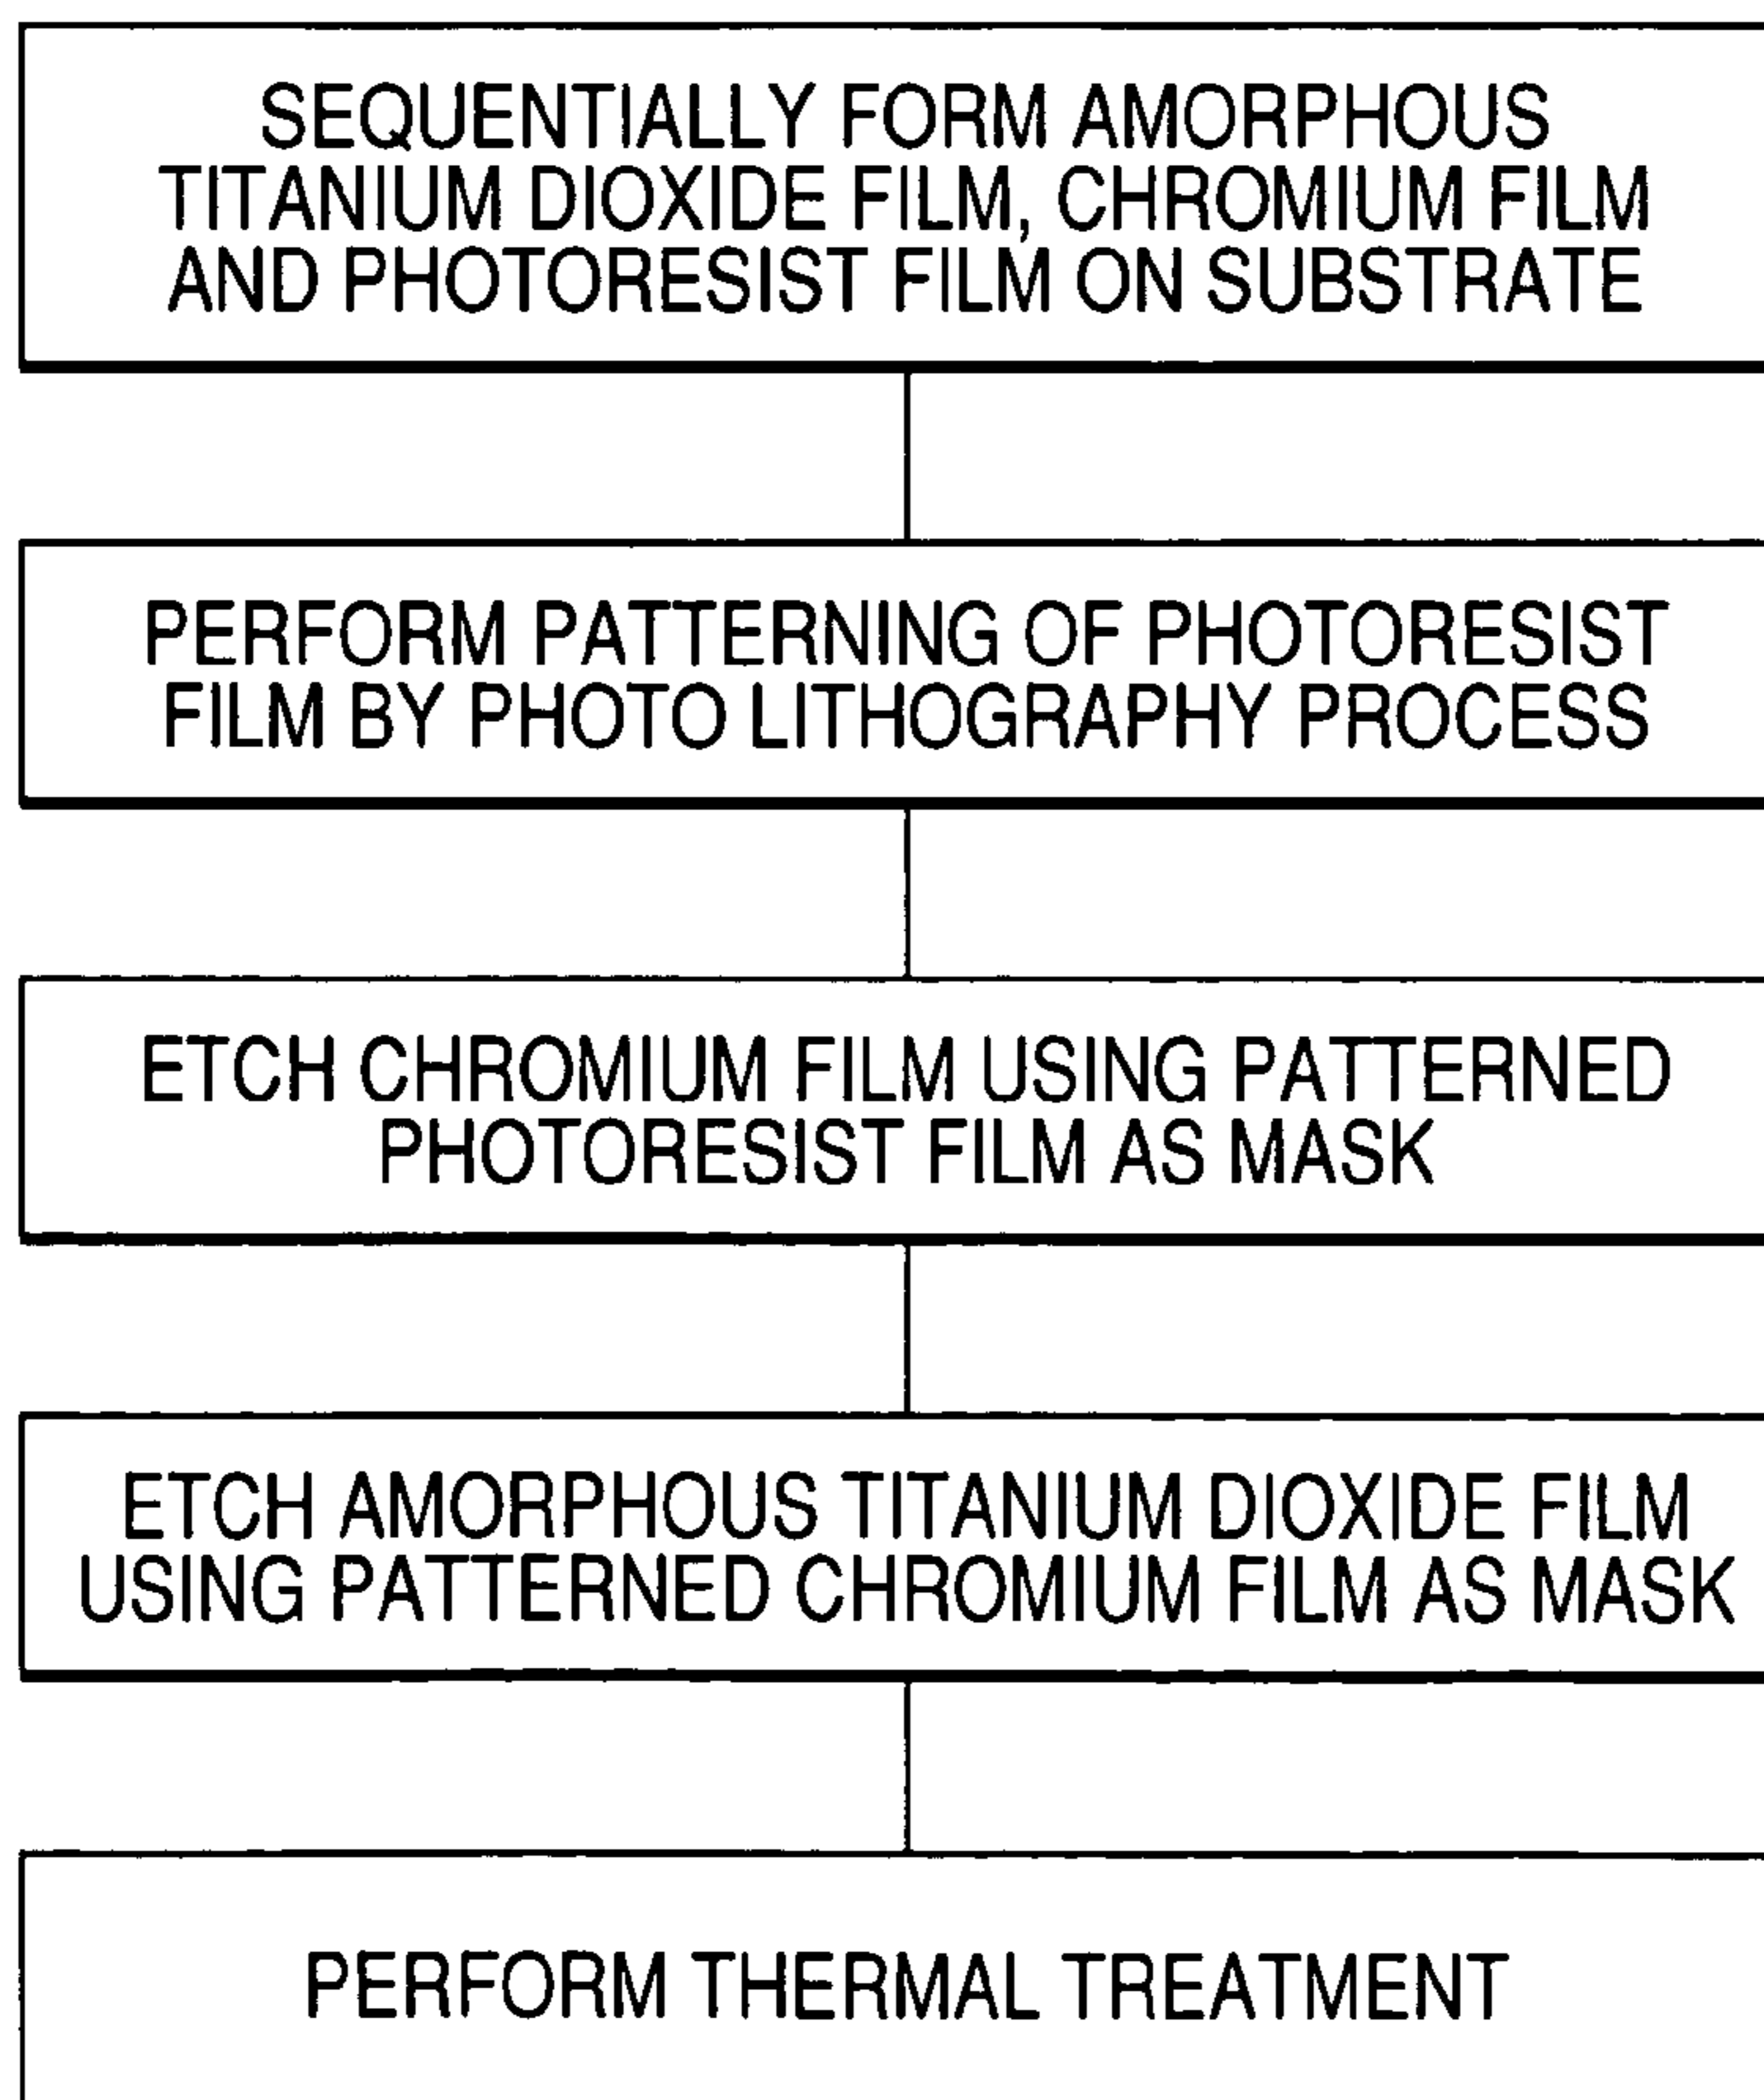 SEQUENTIALLY FORM AMORPHOUS
TITANIUM DIOXIDE FILM, CHROMIUM FILM
AND PHOTORESIST FILM ON SUBSTRATE
PERFORM PATTERNING OF PHOTORESIST
FILM BY PHOTO LITHOGRAPHY PROCESS
ETCH CHROMIUM FILM USING PATTERNED
PHOTORESIST FILM AS MASK
ETCH AMORPHOUS TITANIUM DIOXIDE FILM
USING PATTERNED CHROMIUM FILM AS MASK
PERFORM THERMAL TREATMENT